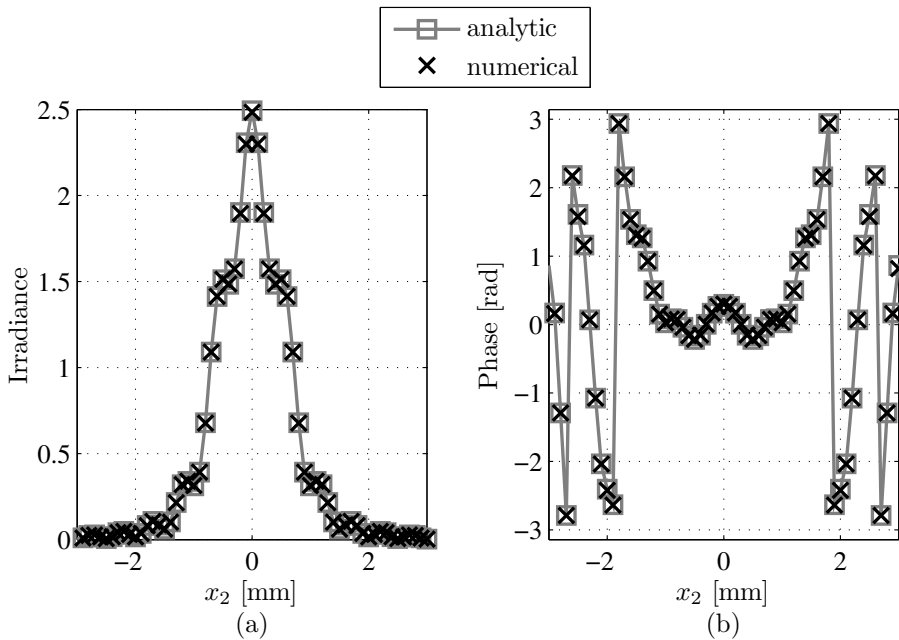 analytic
numerical
2.5
2
1.5
1
0.5
0
−2
0
2
Irradiance
x₂ [mm]
(a)
3
2
1
0
−1
−2
−3
−2
0
2
Phase [rad]
x₂ [mm]
(b)